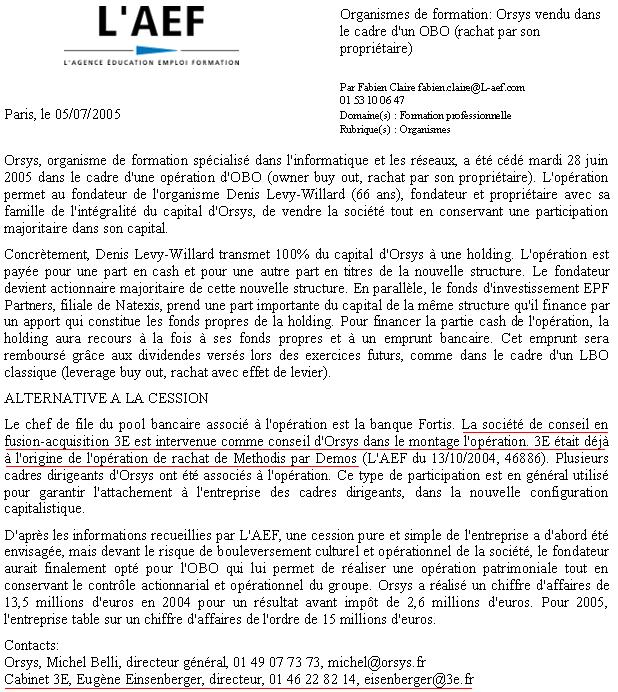 L'AEF
L'AGENCE ÉDUCATION EMPLOI FORMATION
Organismes de formation: Orsys vendu dans
le cadre d'un OBO (rachat par son
propriétaire)
Par Fabien Claire fabien.claire@L-aef.com
01 53 10 06 47
Domaine(s) : Formation professionnelle
Rubrique(s) : Organismes
Paris, le 05/07/2005
Orsys, organisme de formation spécialisé dans l'informatique et les réseaux, a été cédé mardi 28 juin
2005 dans le cadre d'une opération d'OBO (owner buy out, rachat par son propriétaire). L'opération
permet au fondateur de l'organisme Denis Levy-Willard (66 ans), fondateur et propriétaire avec sa
famille de l'intégralité du capital d'Orsys, de vendre la société tout en conservant une participation
majoritaire dans son capital.
Concrètement, Denis Levy-Willard transmet 100% du capital d'Orsys à une holding. L'opération est
payée pour une part en cash et pour une autre part en titres de la nouvelle structure. Le fondateur
devient actionnaire majoritaire de cette nouvelle structure. En parallèle, le fonds d'investissement EPF
Partners, filiale de Natexis, prend une part importante du capital de la même structure qu'il finance par
un apport qui constitue les fonds propres de la holding. Pour financer la partie cash de l'opération, la
holding aura recours à la fois à ses fonds propres et à un emprunt bancaire. Cet emprunt sera
remboursé grâce aux dividendes versés lors des exercices futurs, comme dans le cadre d'un LBO
classique (leverage buy out, rachat avec effet de levier).
ALTERNATIVE A LA CESSION
Le chef de file du pool bancaire associé à l'opération est la banque Fortis. La société de conseil en
fusion-acquisition 3E est intervenue comme conseil d'Orsys dans le montage l'opération. 3E était déjà
à l'origine de l'opération de rachat de Methodis par Demos (L'AEF du 13/10/2004, 46886). Plusieurs
cadres dirigeants d'Orsys ont été associés à l'opération. Ce type de participation est en général utilisé
pour garantir l'attachement à l'entreprise des cadres dirigeants, dans la nouvelle configuration
capitalistique.
D'après les informations recueillies par L'AEF, une cession pure et simple de l'entreprise a d'abord été
envisagée, mais devant le risque de bouleversement culturel et opérationnel de la société, le fondateur
aurait finalement opté pour l'OBO qui lui permet de réaliser une opération patrimoniale tout en
conservant le contrôle actionnarial et opérationnel du groupe. Orsys a réalisé un chiffre d'affaires de
13,5 millions d'euros en 2004 pour un résultat avant impôt de 2,6 millions d'euros. Pour 2005,
l'entreprise table sur un chiffre d'affaires de l'ordre de 15 millions d'euros.
Contacts:
Orsys, Michel Belli, directeur général, 01 49 07 73 73, michel@orsys.fr
Cabinet 3E, Eugène Einsenberger, directeur, 01 46 22 82 14, eisenberger@3e.fr